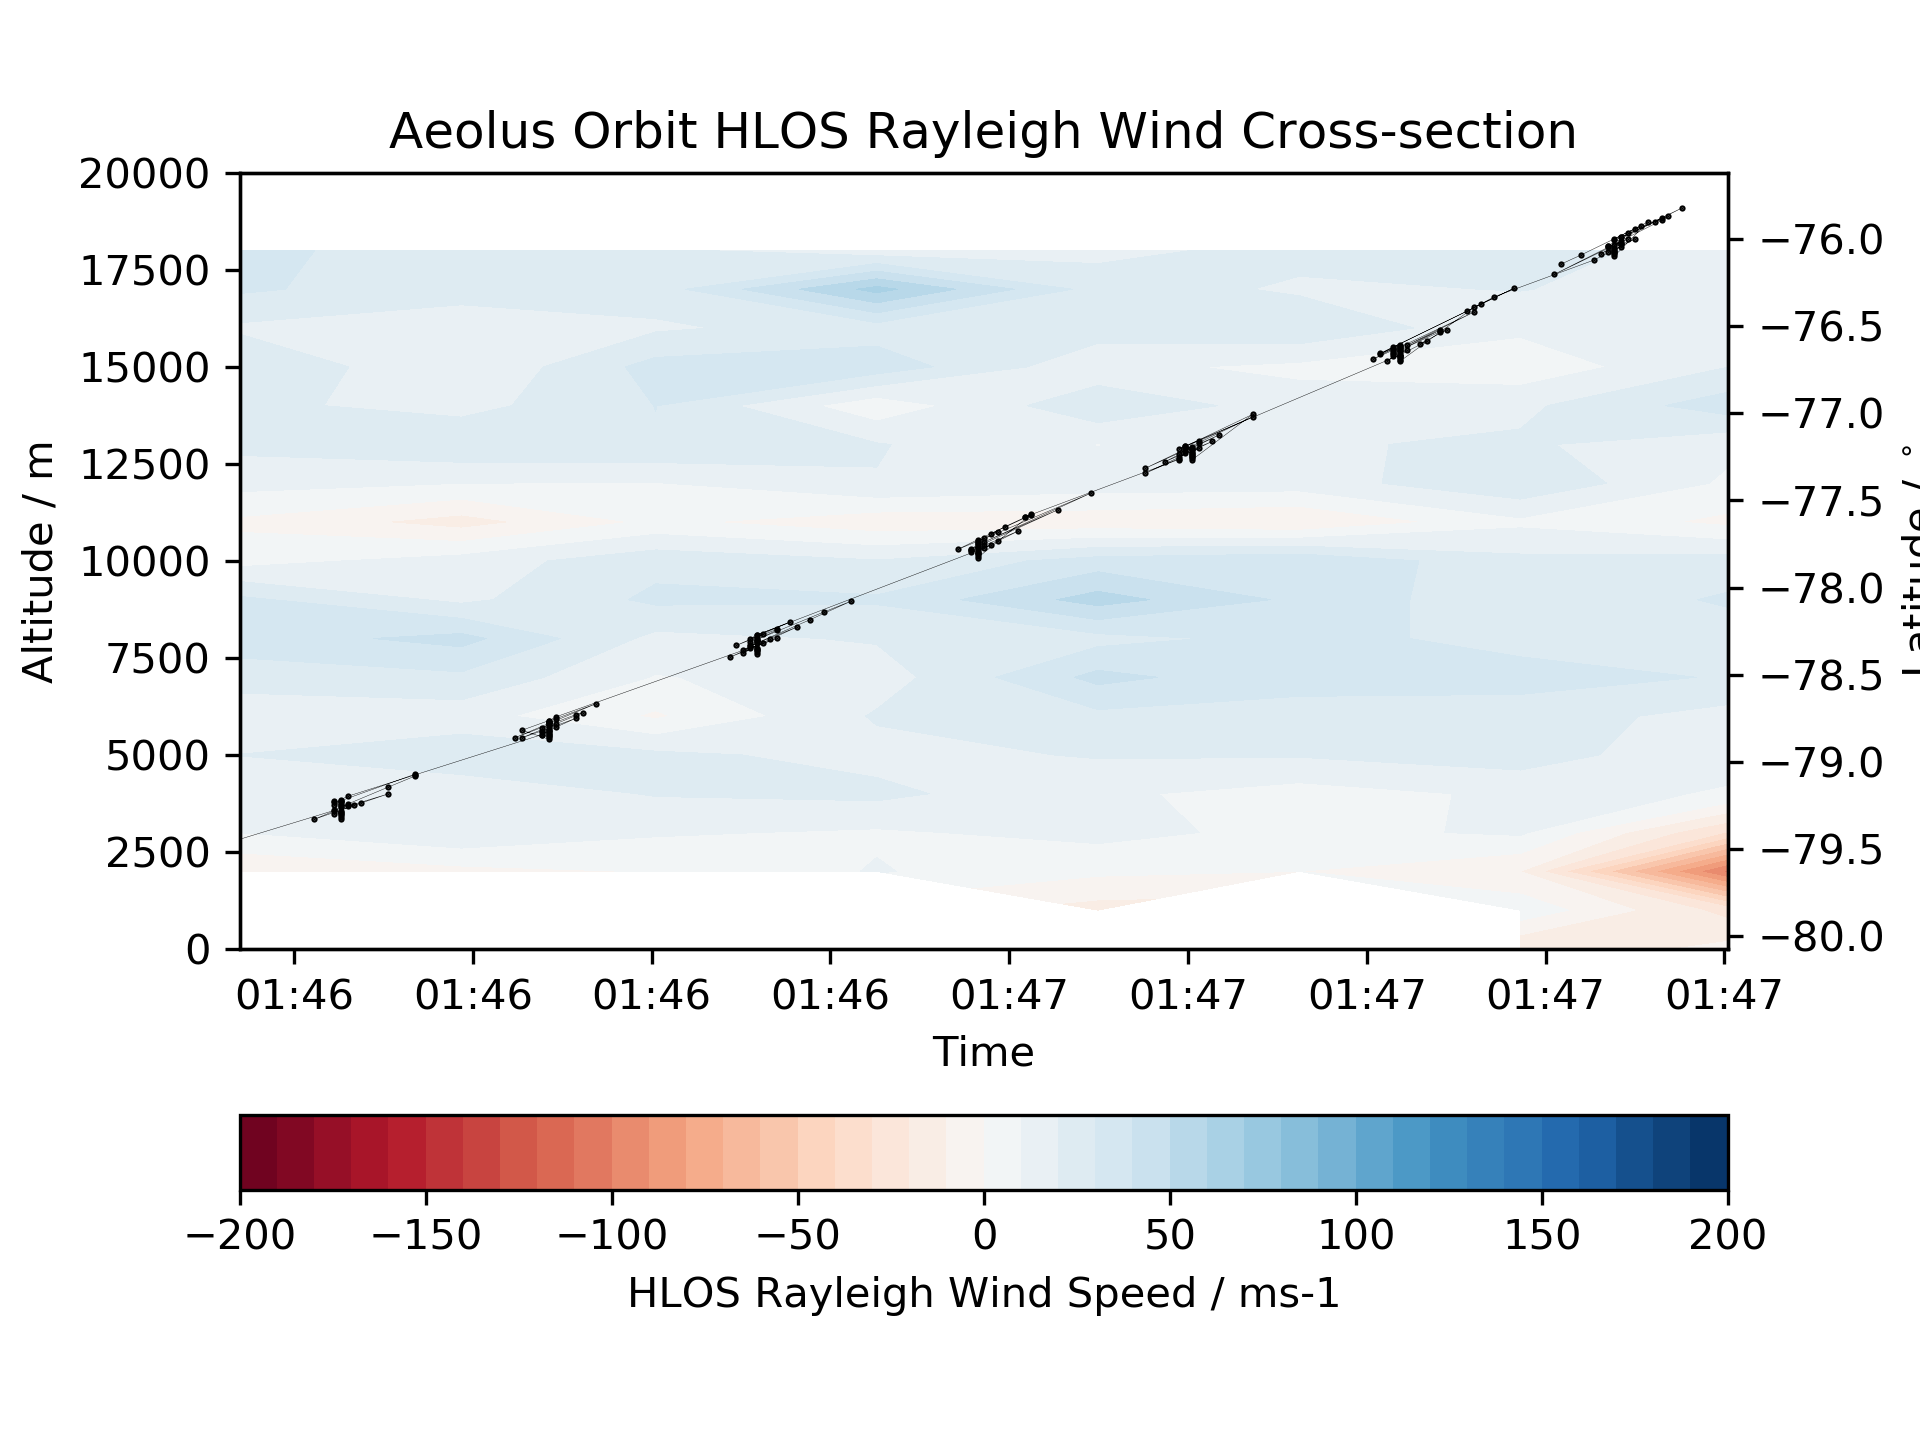 Aeolus Orbit HLOS Rayleigh Wind Cross-section
20000
17500
15000
12500
10000
7500
5000
2500
0
Altitude / m
−76.0
−76.5
−77.0
−77.5
−78.0
−78.5
−79.0
−79.5
−80.0
Latitude / °
01:46 01:46 01:46 01:46 01:47 01:47 01:47 01:47 01:47
Time
−200 −150 −100 −50 0 50 100 150 200
HLOS Rayleigh Wind Speed / ms-1